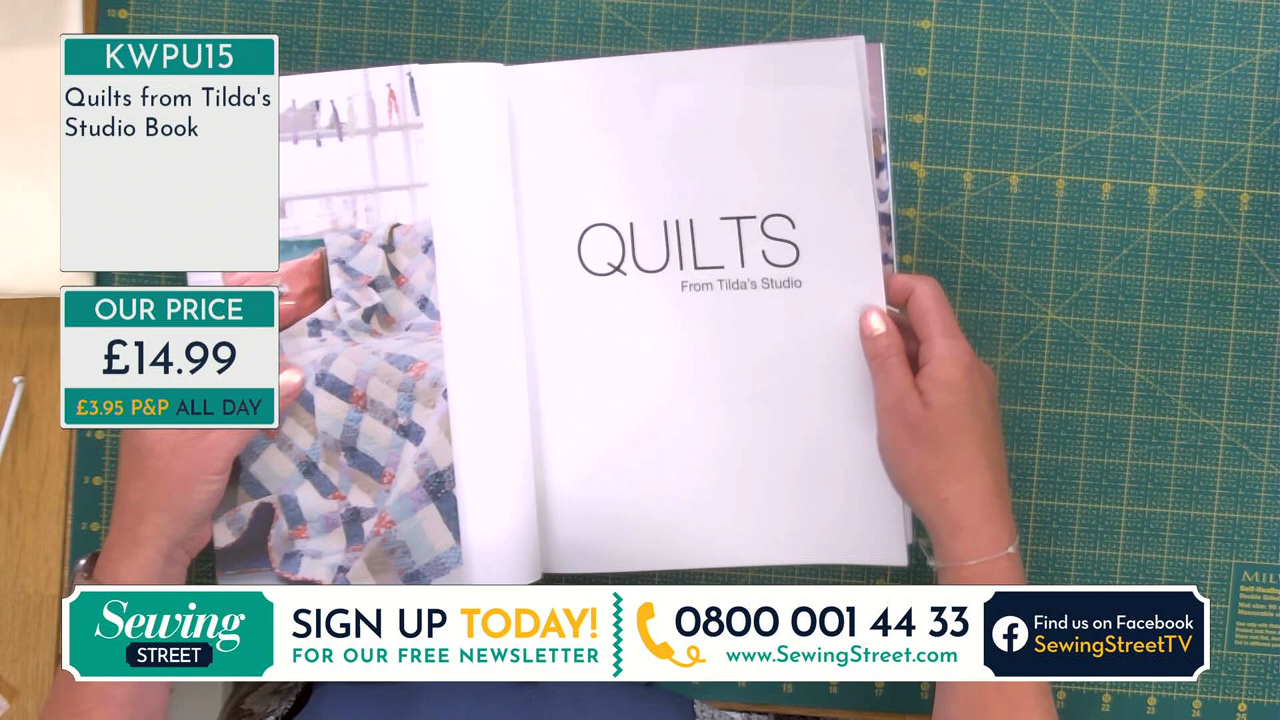 KWPU15
Quilts from Tilda's
Studio Book
OUR PRICE
£14.99
£3.95 P&P ALL DAY
QUILTS
From Tilda's Studio
Sewing
STREET
SIGN UP TODAY!
FOR OUR FREE NEWSLETTER
0800 001 44 33
www.SewingStreet.com
Find us on Facebook
SewingStreetTV